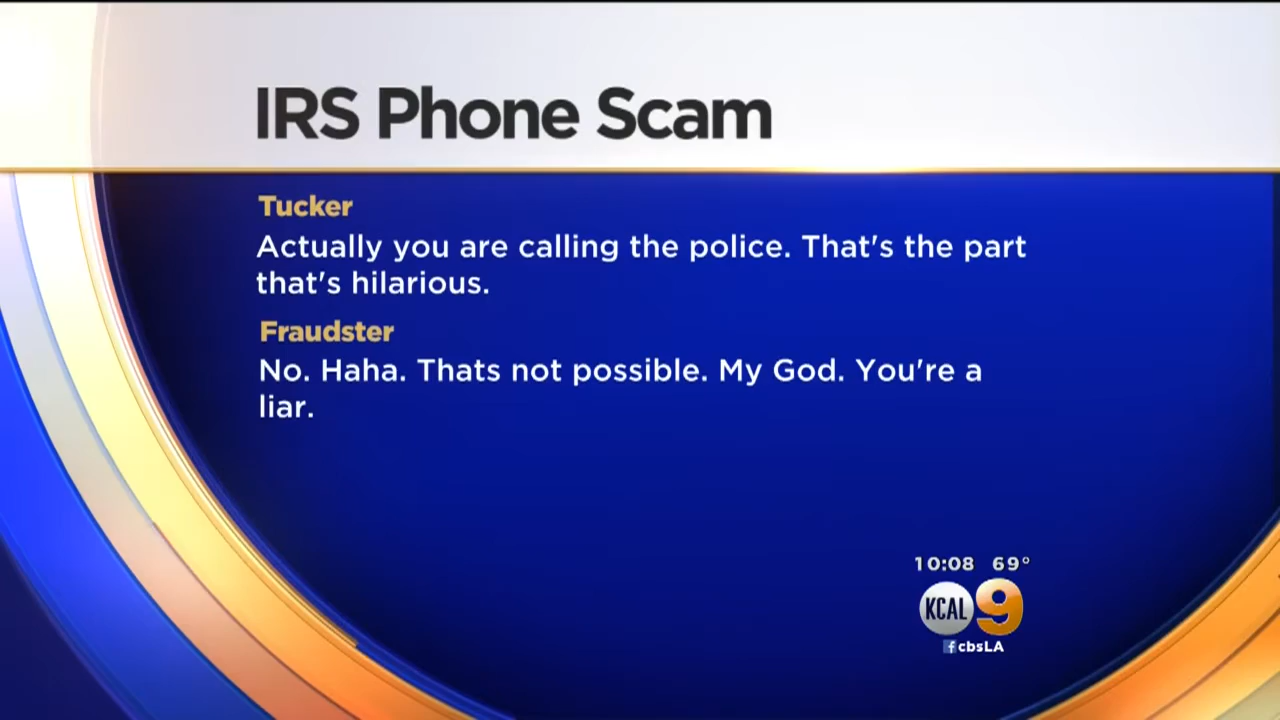 IRS Phone Scam
Tucker
Actually you are calling the police. That's the part
that's hilarious.
Fraudster
No. Haha. Thats not possible. My God. You're a
liar.
10:08 69°
KCAL 9
f cbsLA